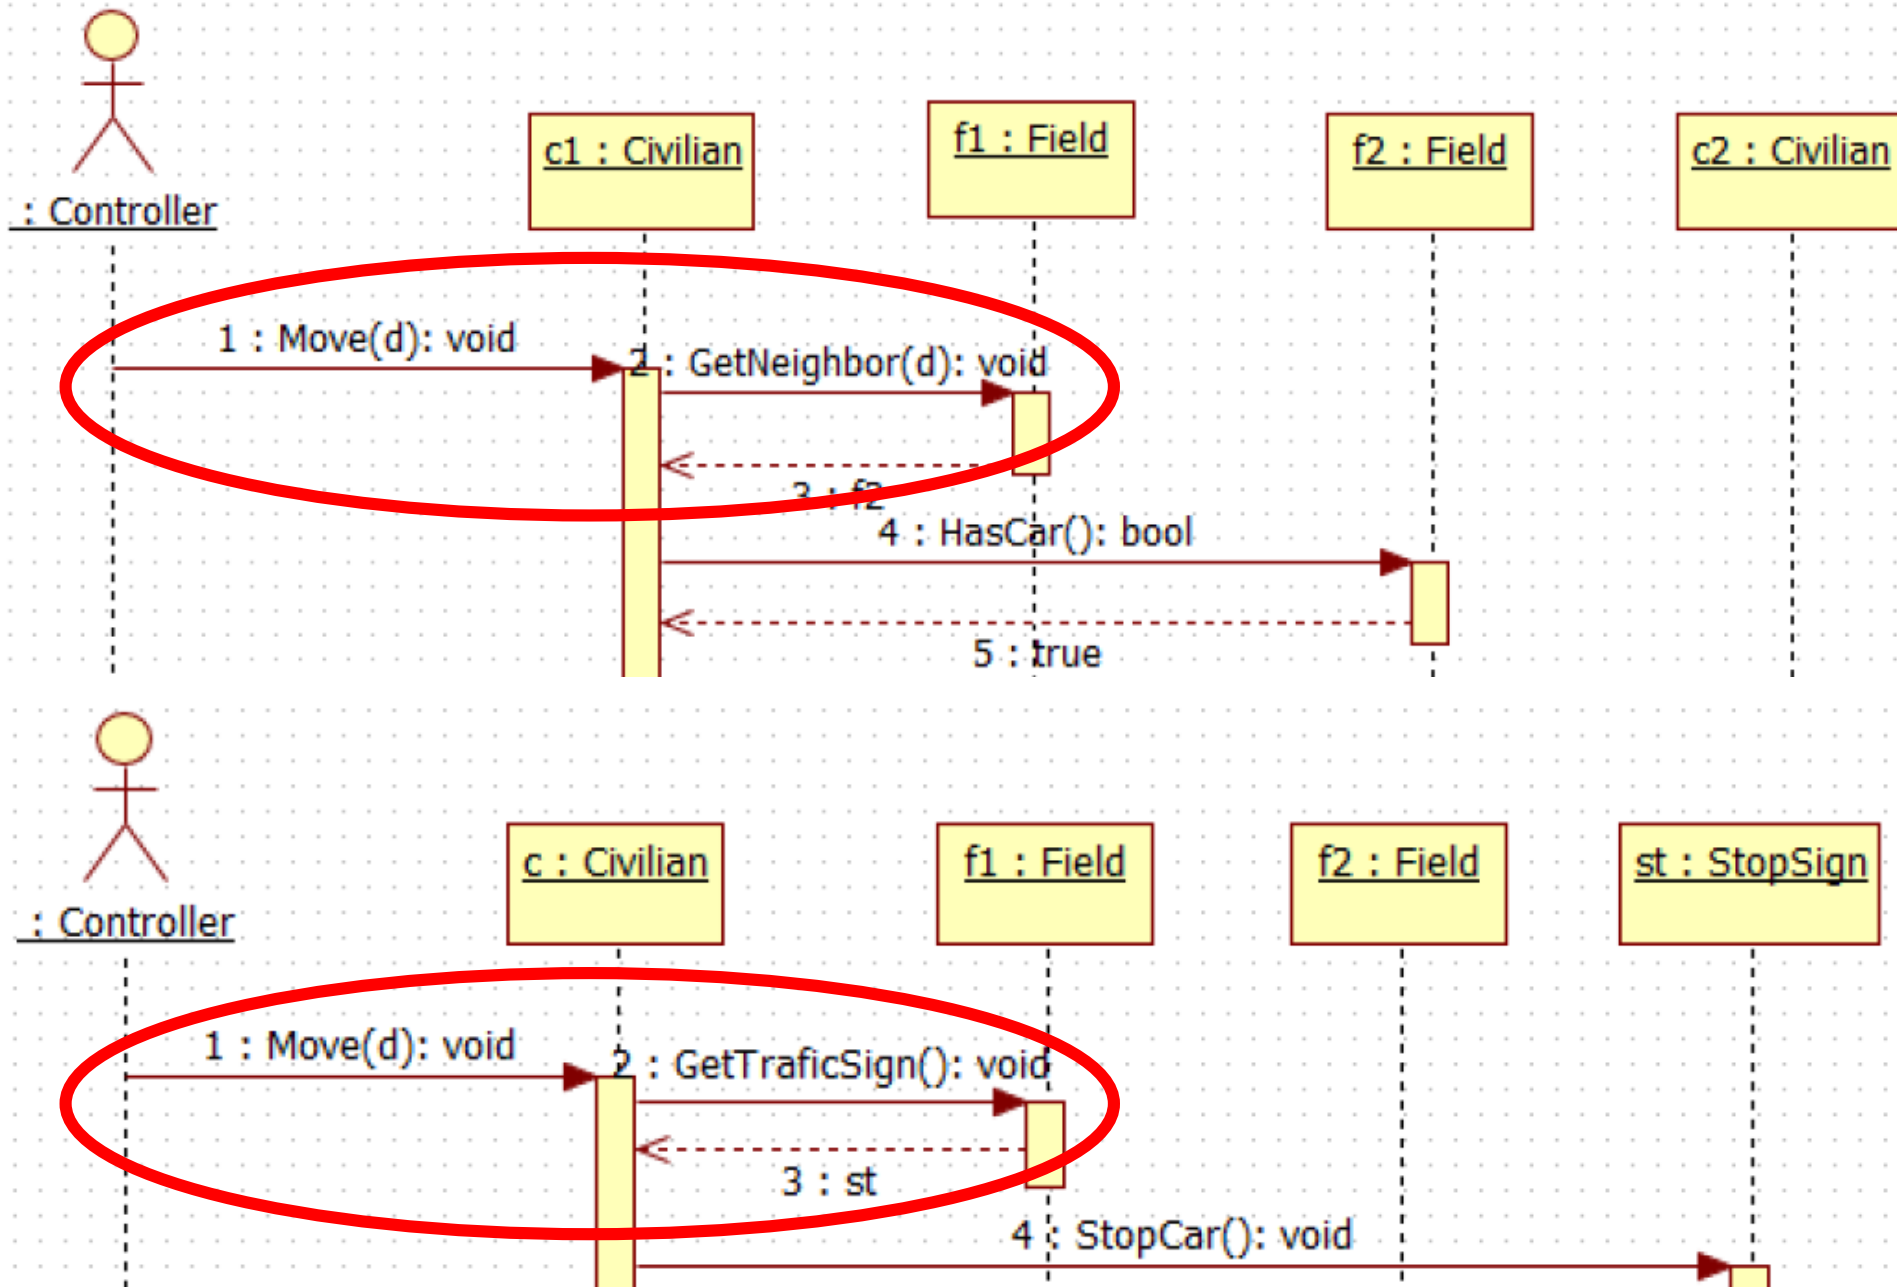 : Controller
c1 : Civilian
f1 : Field
f2 : Field
c2 : Civilian
1 : Move(d): void
2 : GetNeighbor(d): void
3 : f2
4 : HasCar(): bool
5 : true
: Controller
c : Civilian
f1 : Field
f2 : Field
st : StopSign
1 : Move(d): void
2 : GetTraficSign(): void
3 : st
4 : StopCar(): void